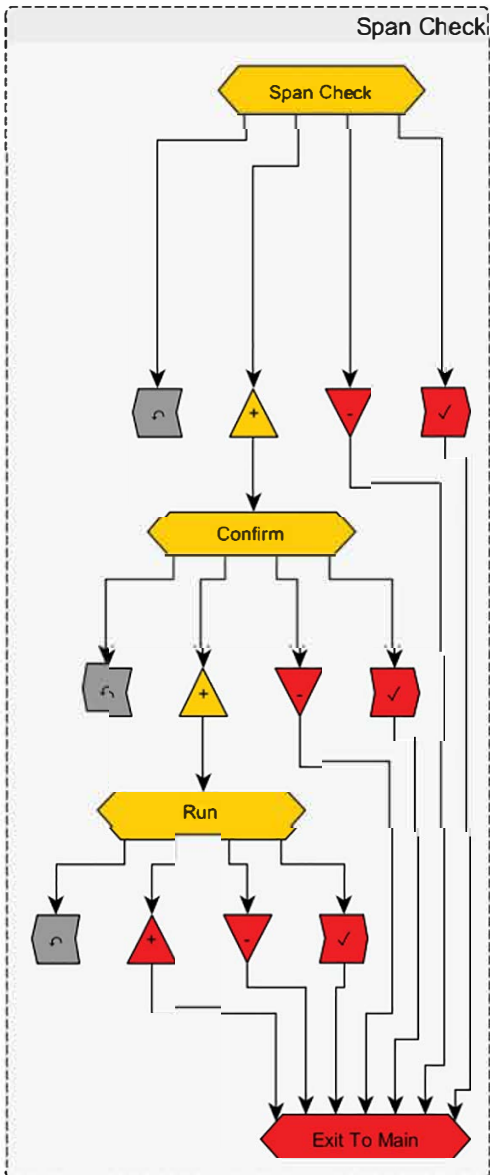 Span Check
Span Check
+
-
✓
Confirm
+
-
✓
Run
+
-
✓
Exit To Main